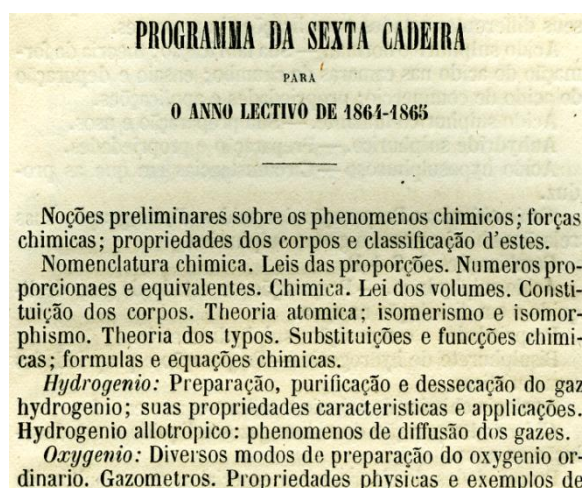 PROGRAMMA DA SEXTA CADEIRA
PARA
O ANNO LECTIVO DE 1864-1865
Noções preliminares sobre os phenomenos chimicos; forças
chimicas; propriedades dos corpos e classificação d'estes.
Nomenclatura chimica. Leis das proporções. Numeros pro-
porcionaes e equivalentes. Chimica. Lei dos volumes. Consti-
tuição dos corpos. Theoria atomica; isomerismo e isomor-
phismo. Theoria dos typos. Substituições e funcções chimi-
cas; formulas e equações chimicas.
Hydrogenio: Preparação, purificação e dessecação do gaz
hydrogenio; suas propriedades caracteristicas e applicações.
Hydrogenio allotropico: phenomenos de diffusão dos gazes.
Oxygenio: Diversos modos de preparação do oxygenio or-
dinario. Gazometros. Propriedades physicas e exemplos de